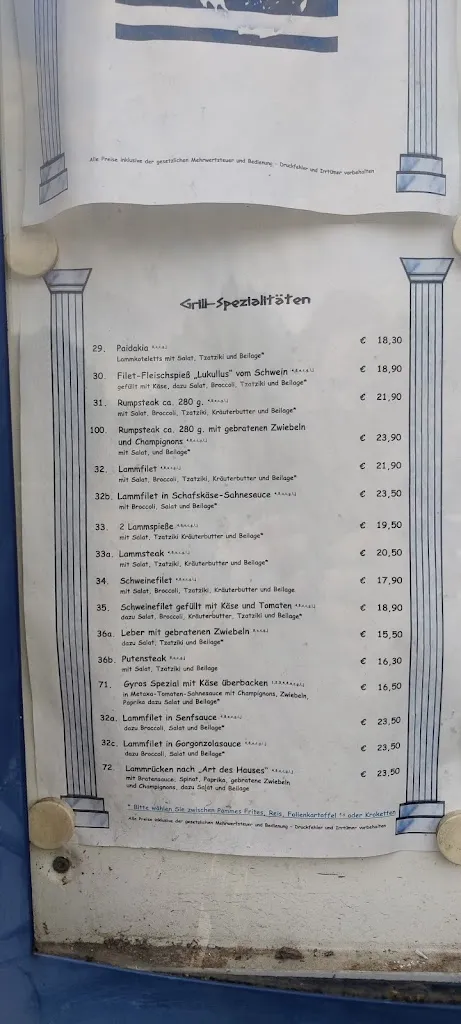 Alle Preise inklusive der gesetzlichen Mehrwertsteuer und Bedienung - Druckfehler und Irrtümer vorbehalten
Grill-Spezialitäten
29. Paidakia € 18,30
Lammkoteletts mit Salat, Tzatziki und Beilage*
30. Filet-Fleischspieß „Lukullus" vom Schwein € 18,90
gefüllt mit Käse, dazu Salat, Broccoli, Tzatziki und Beilage*
31. Rumpsteak ca. 280 g. € 21,90
mit Salat, Broccoli, Tzatziki, Kräuterbutter und Beilage*
100. Rumpsteak ca. 280 g. mit gebratenen Zwiebeln
und Champignons € 23,90
mit Salat, und Beilage*
32. Lammfilet € 21,90
mit Salat, Broccoli, Tzatziki, Kräuterbutter und Beilage*
32b. Lammfilet in Schafskäse-Sahnesauce € 23,50
mit Broccoli, Salat und Beilage*
33. 2 Lammspieße € 19,50
mit Salat, Tzatziki Kräuterbutter und Beilage*
33a. Lammsteak € 20,50
mit Salat, Tzatziki, Kräuterbutter und Beilage*
34. Schweinefilet € 17,90
mit Salat, Broccoli, Tzatziki, Kräuterbutter und Beilage
35. Schweinefilet gefüllt mit Käse und Tomaten € 18,90
dazu Salat, Broccoli, Kräuterbutter, Tzatziki und Beilage*
36a. Leber mit gebratenen Zwiebeln € 15,50
mit Salat, Tzatziki und Beilage*
36b. Putensteak € 16,30
mit Salat, Tzatziki und Beilage
71. Gyros Spezial mit Käse überbacken € 16,50
in Metaxa-Tomaten-Sahnesauce mit Champignons, Zwiebeln,
Paprika dazu Salat und Beilage*
32a. Lammfilet in Senfsauce € 23,50
dazu Broccoli, Salat und Beilage*
32c. Lammfilet in Gorgonzolasauce € 23,50
dazu Broccoli, Salat und Beilage*
72. Lammrücken nach „Art des Hauses" € 23,50
mit Bratensauce, Spinat, Paprika, gebratene Zwiebeln
und Champignons, dazu Salat und Beilage
* Bitte wählen Sie zwischen Pommes Frites, Reis, Folienkartoffel oder Kroketten
Alle Preise inklusive der gesetzlichen Mehrwertsteuer und Bedienung - Druckfehler und Irrtümer vorbehalten